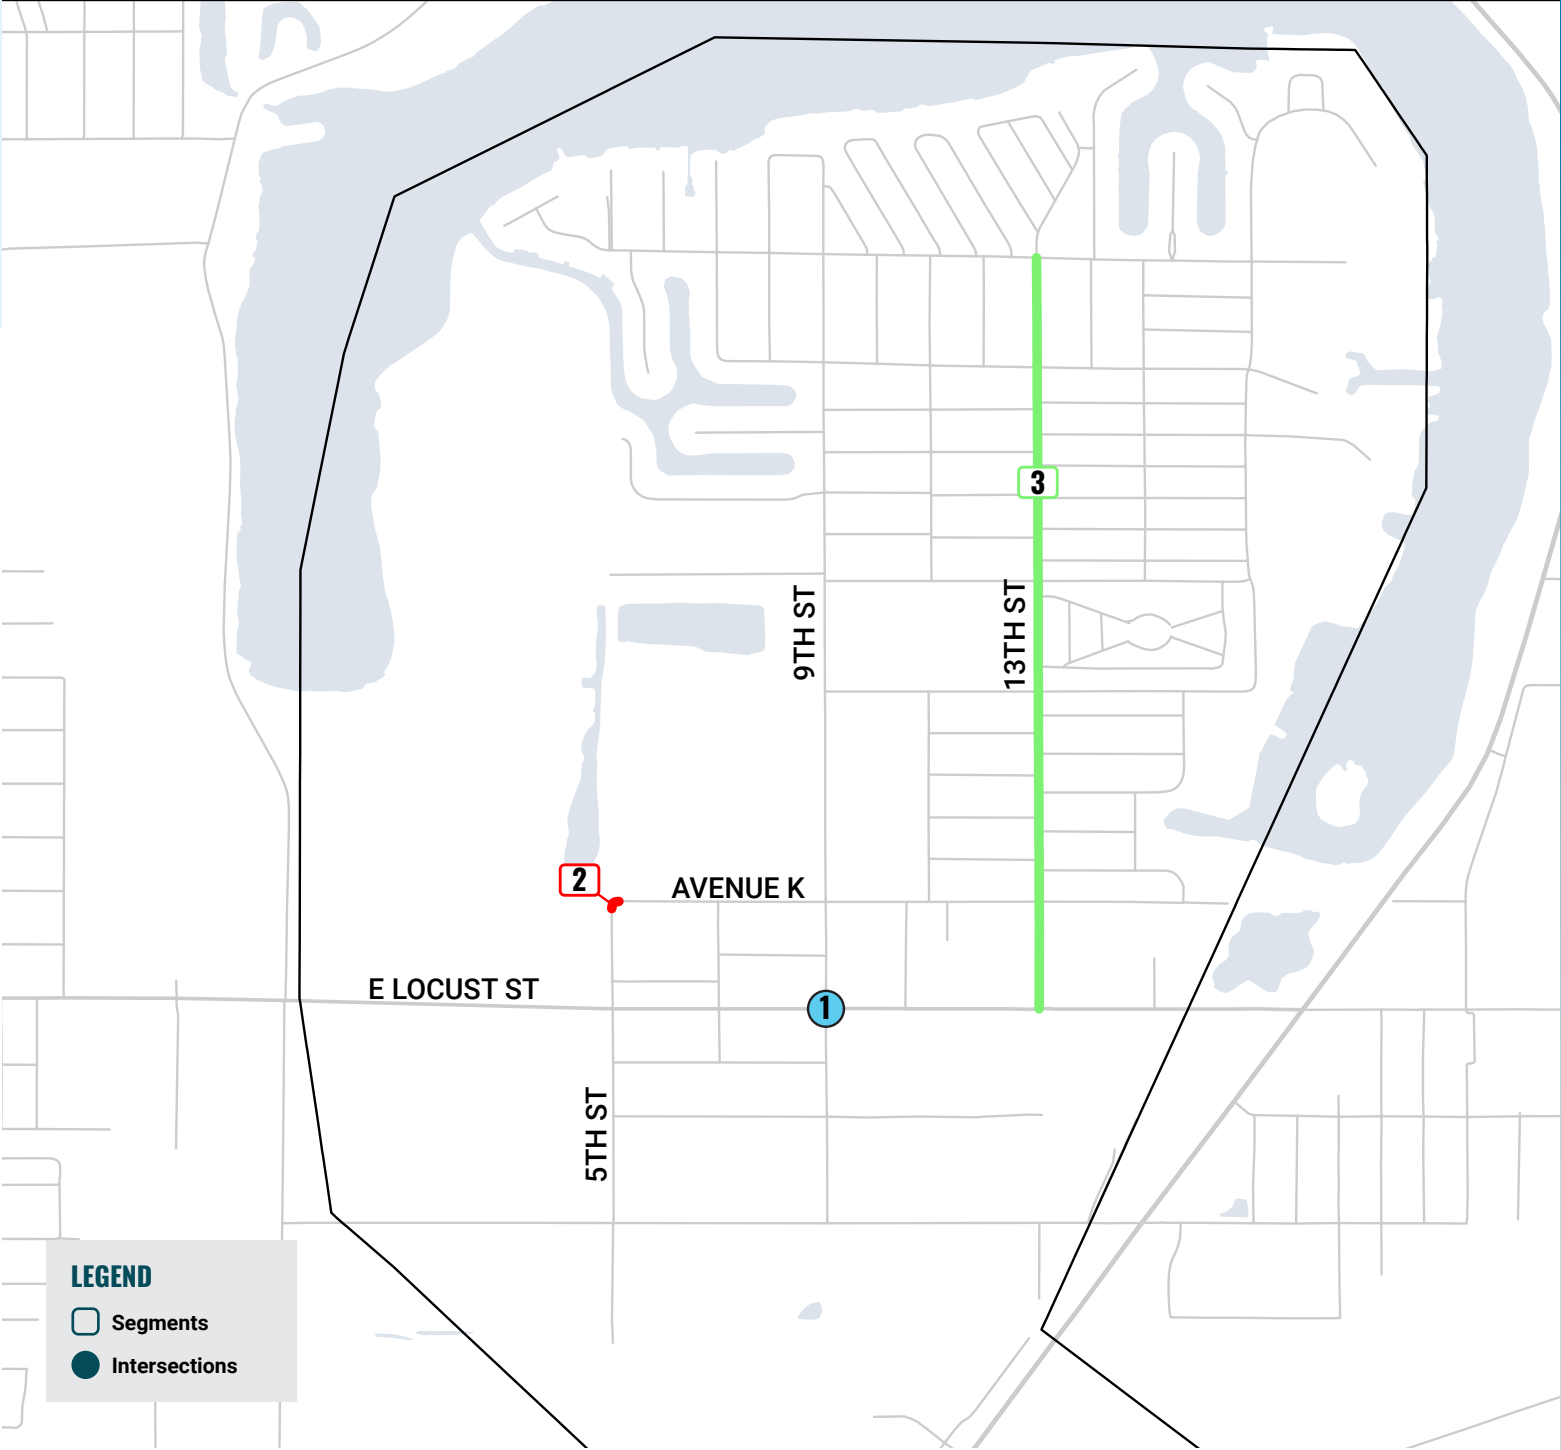 3
9TH ST
13TH ST
2
AVENUE K
E LOCUST ST
1
5TH ST
LEGEND
Segments
Intersections